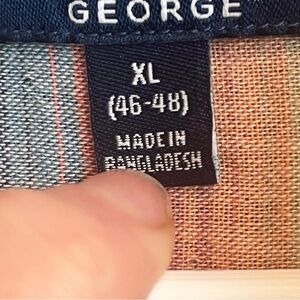 GEORGE
XL
(46-48)
MADE IN
BANGLADESH